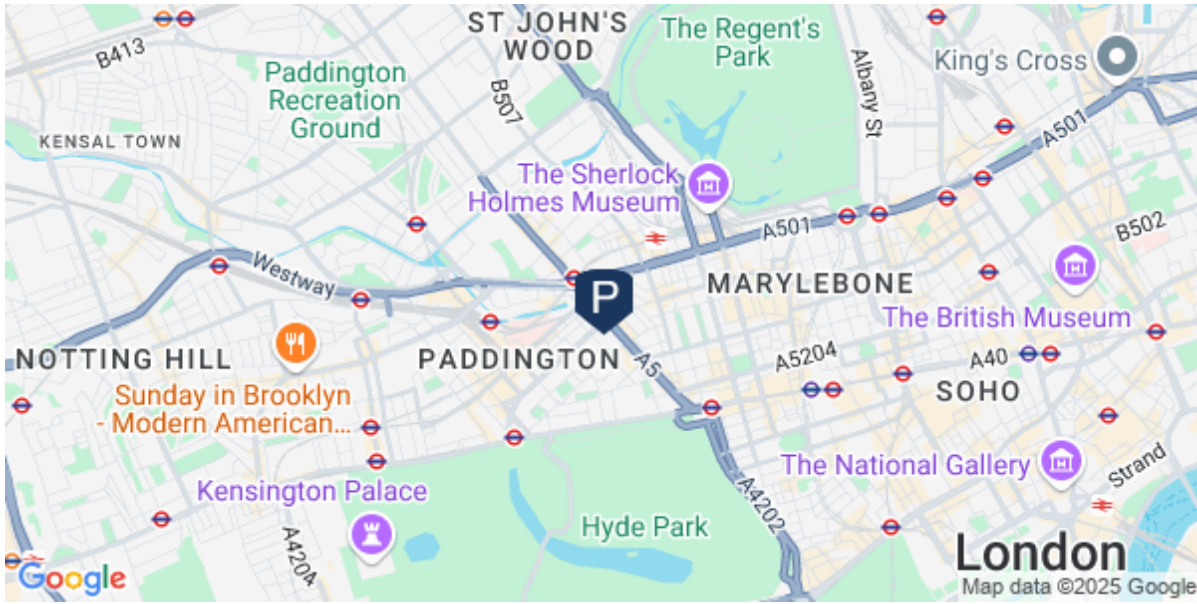 ST JOHN'S
WOOD
The Regent's
Park
B413
Paddington
Recreation
Ground
B507
Albany St
King's Cross
KENSAL TOWN
A501
The Sherlock
Holmes Museum
A501
B502
Westway
MARYLEBONE
P
The British Museum
NOTTING HILL
PADDINGTON
A5
A5204
A40
SOHO
Sunday in Brooklyn
- Modern American...
The National Gallery
Strand
Kensington Palace
A4202
Hyde Park
A4204
London
Google
Map data ©2025 Google